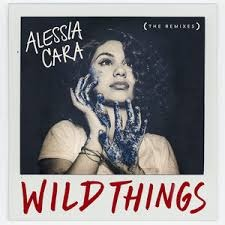 ALESSIA
CARA
(THE REMIXES)
WILD THINGS